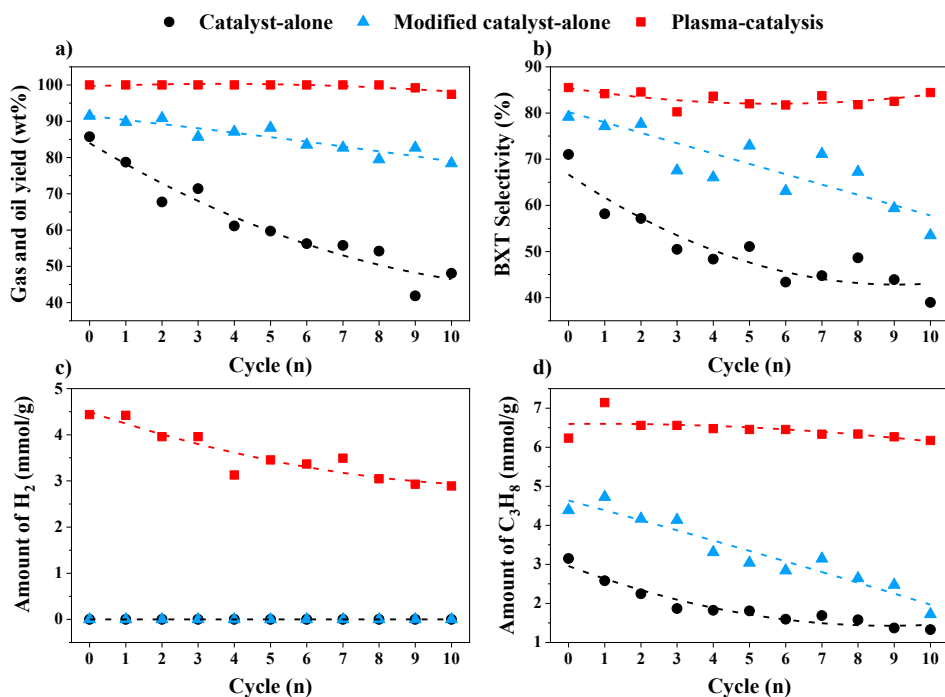 Catalyst-alone Modified catalyst-alone Plasma-catalysis
a)
Gas and oil yield (wt%)
100
90
80
70
60
50
40
0 1 2 3 4 5 6 7 8 9 10
Cycle (n)
b)
BXT Selectivity (%)
90
80
70
60
50
40
0 1 2 3 4 5 6 7 8 9 10
Cycle (n)
c)
Amount of H2 (mmol/g)
5
4
3
2
1
0
0 1 2 3 4 5 6 7 8 9 10
Cycle (n)
d)
Amount of C3H8 (mmol/g)
7
6
5
4
3
2
1
0 1 2 3 4 5 6 7 8 9 10
Cycle (n)